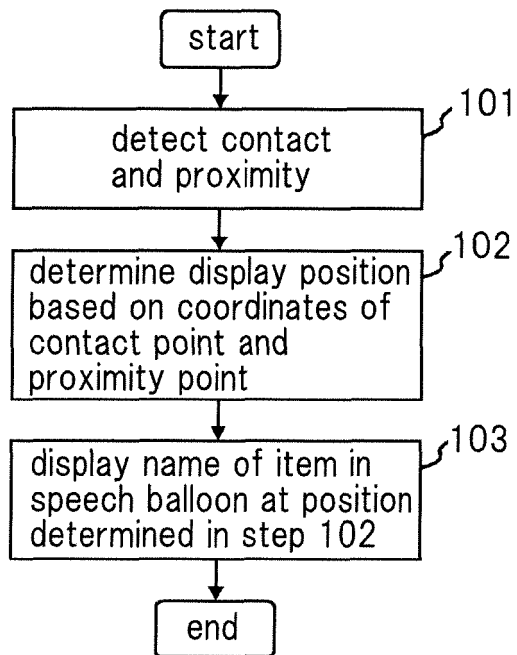 start
101
detect contact
and proximity
102
determine display position
based on coordinates of
contact point and
proximity point
103
display name of item in
speech balloon at position
determined in step 102
end